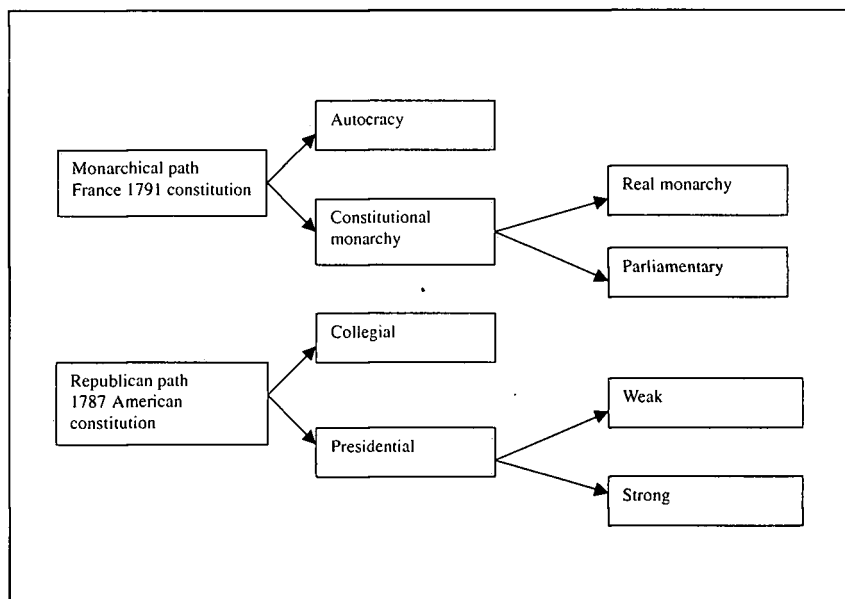 Autocracy
Monarchical path
France 1791 constitution
Real monarchy
Constitutional
monarchy
Parliamentary
Collegial
Republican path
1787 American
constitution
Weak
Presidential
Strong